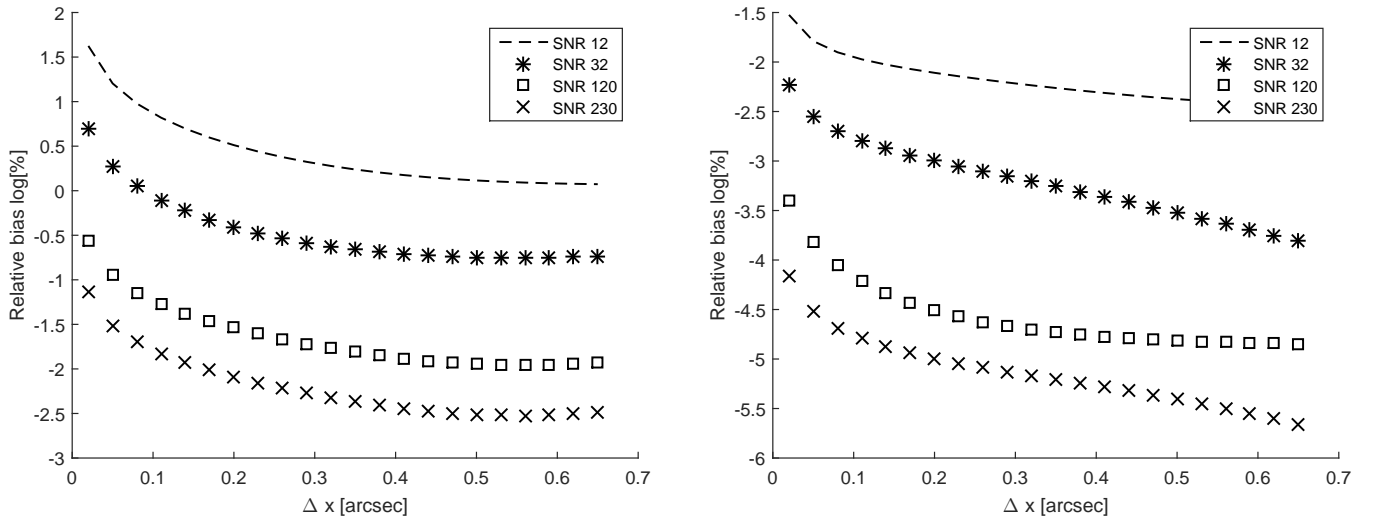 2
1.5
1
0.5
0
-0.5
-1
-1.5
-2
-2.5
-3
Relative bias log[%]
0 0.1 0.2 0.3 0.4 0.5 0.6 0.7
Δ x [arcsec]
SNR 12
SNR 32
SNR 120
SNR 230
-1.5
-2
-2.5
-3
-3.5
-4
-4.5
-5
-5.5
-6
Relative bias log[%]
0 0.1 0.2 0.3 0.4 0.5 0.6 0.7
Δ x [arcsec]
SNR 12
SNR 32
SNR 120
SNR 230